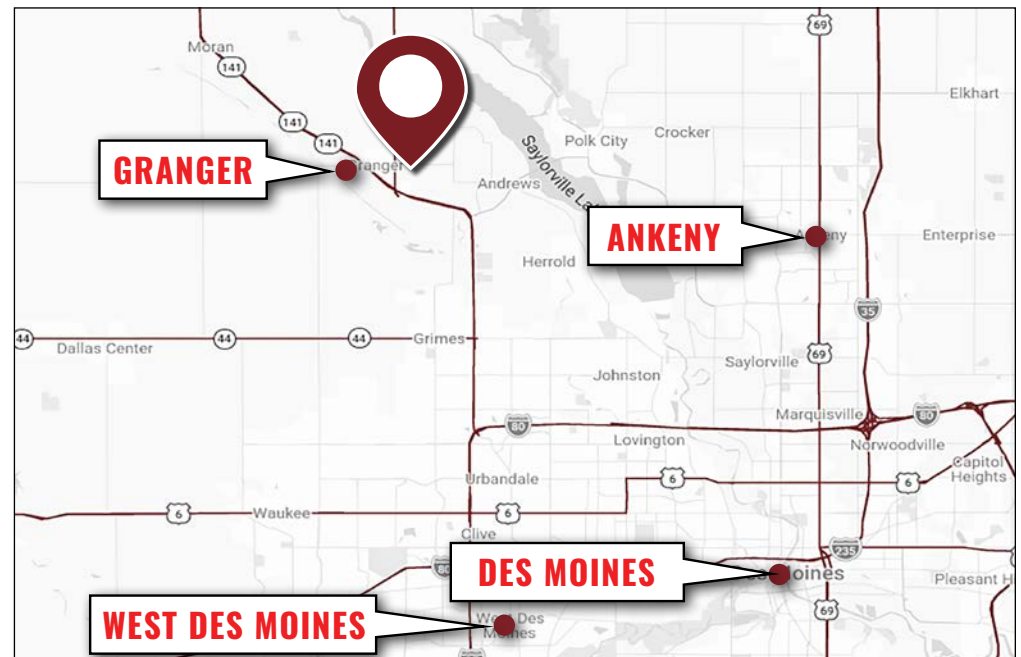 69
Moran
141
Elkhart
141
Crocker
Polk City
141
GRANGER
Granger
Andrews
Saylorville La
ANKENY
Enterprise
Herrold
35
44
44
44
Grimes
Dallas Center
69
Saylorville
Johnston
Marquisville
80
80
Lovington
Norwoodville
Capitol
Heights
Urbandale
6
6
6
Waukee
6
Clive
235
80
DES MOINES
Des Moines
Pleasant H
69
WEST DES MOINES
West Des
Moines